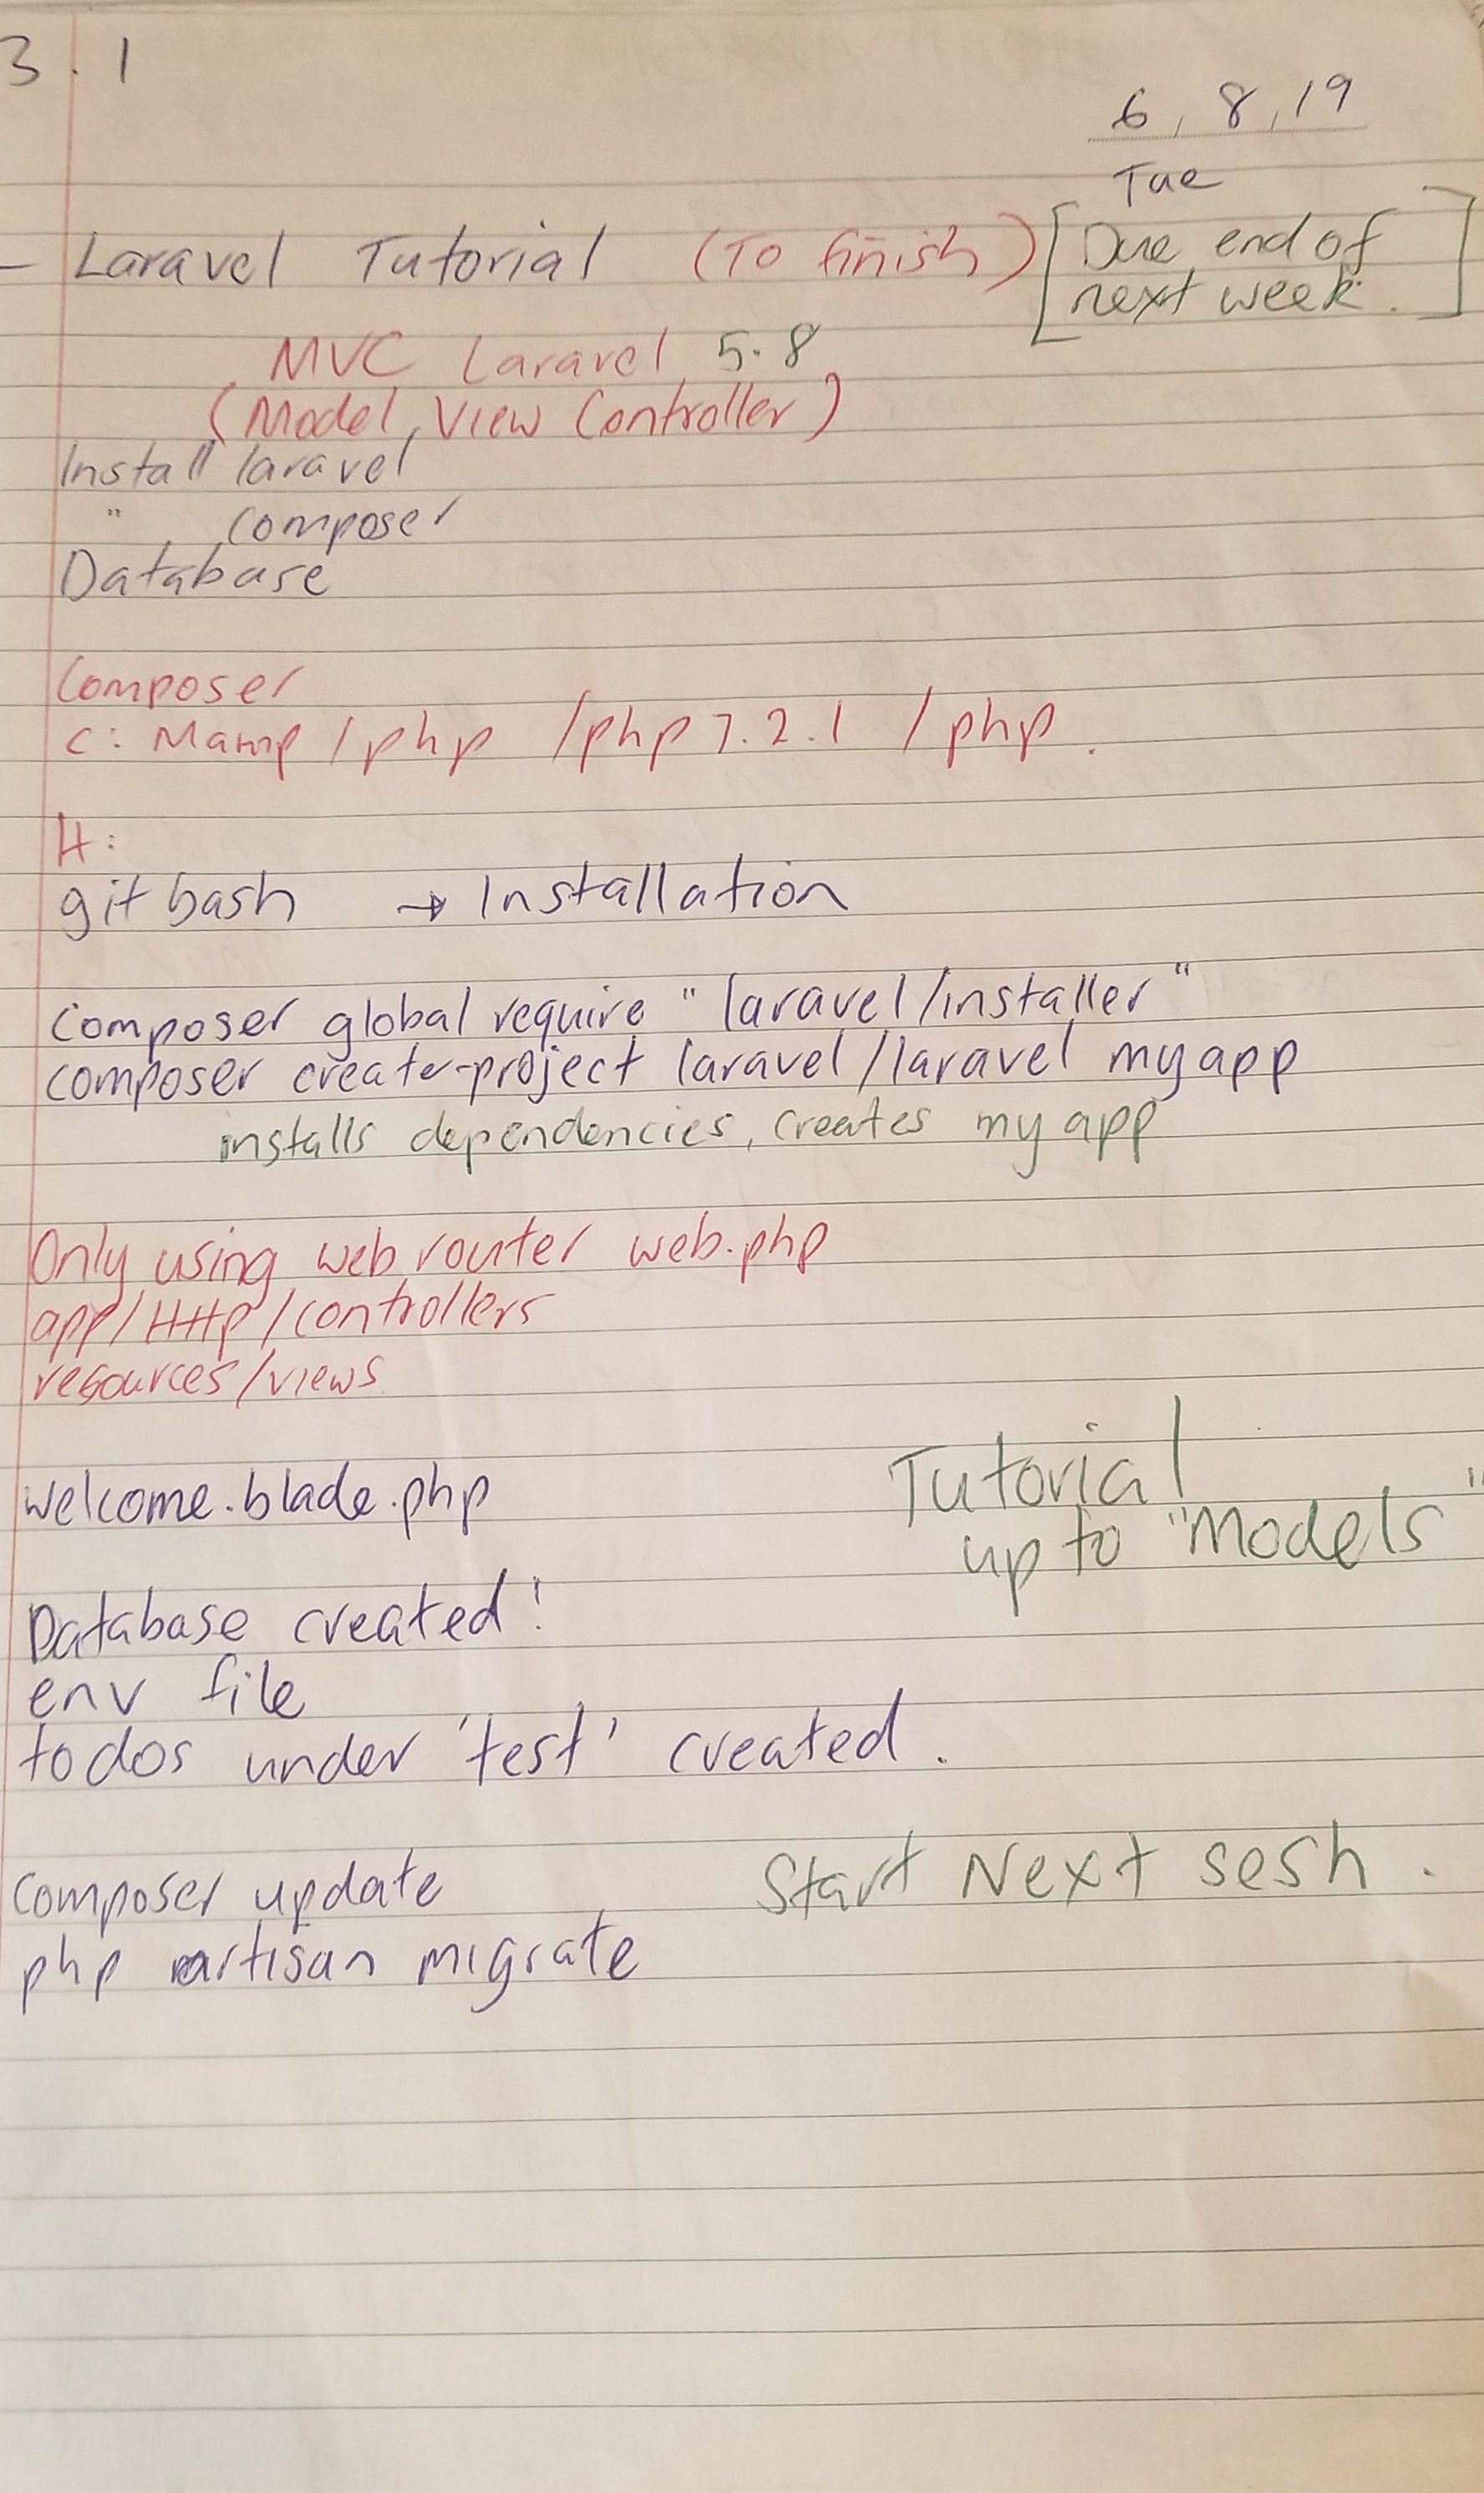 3.1
6, 8, 19
Tue
- Laravel Tutorial (To finish) [Due end of
next week.]
MVC Laravel 5.8
(Model, View Controller)
Install laravel
" composer
Database
Composer
C: Mamp / php / php 7.2.1 / php.
H:
git bash → Installation
Composer global require "laravel/installer"
composer create-project laravel/laravel myapp
installs dependencies, creates my app
Only using web router web.php
app/Http/controllers
resources/views
welcome.blade.php
Tutorial
up to "Models"
Database created!
env file
todos under 'test' created.
Composer update Start Next sesh.
php artisan migrate